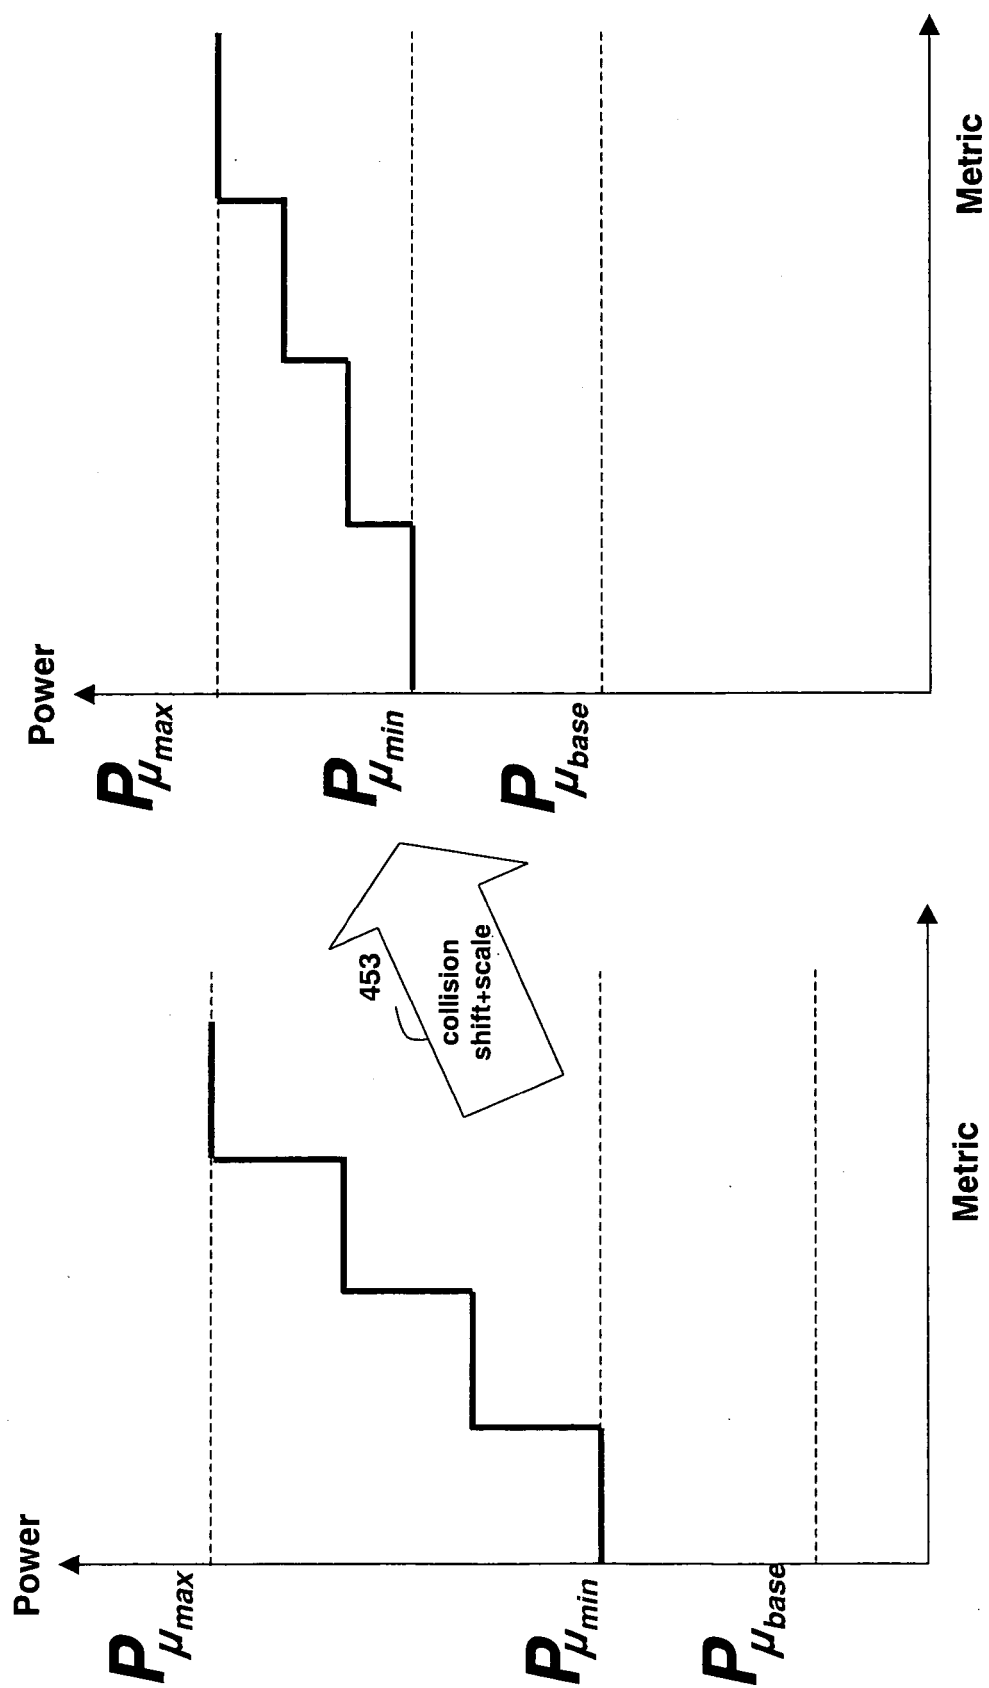 Power
Pμmax
Pμmin
Pμbase
Metric
453
collision
shift+scale
Power
Pμmax
Pμmin
Pμbase
Metric